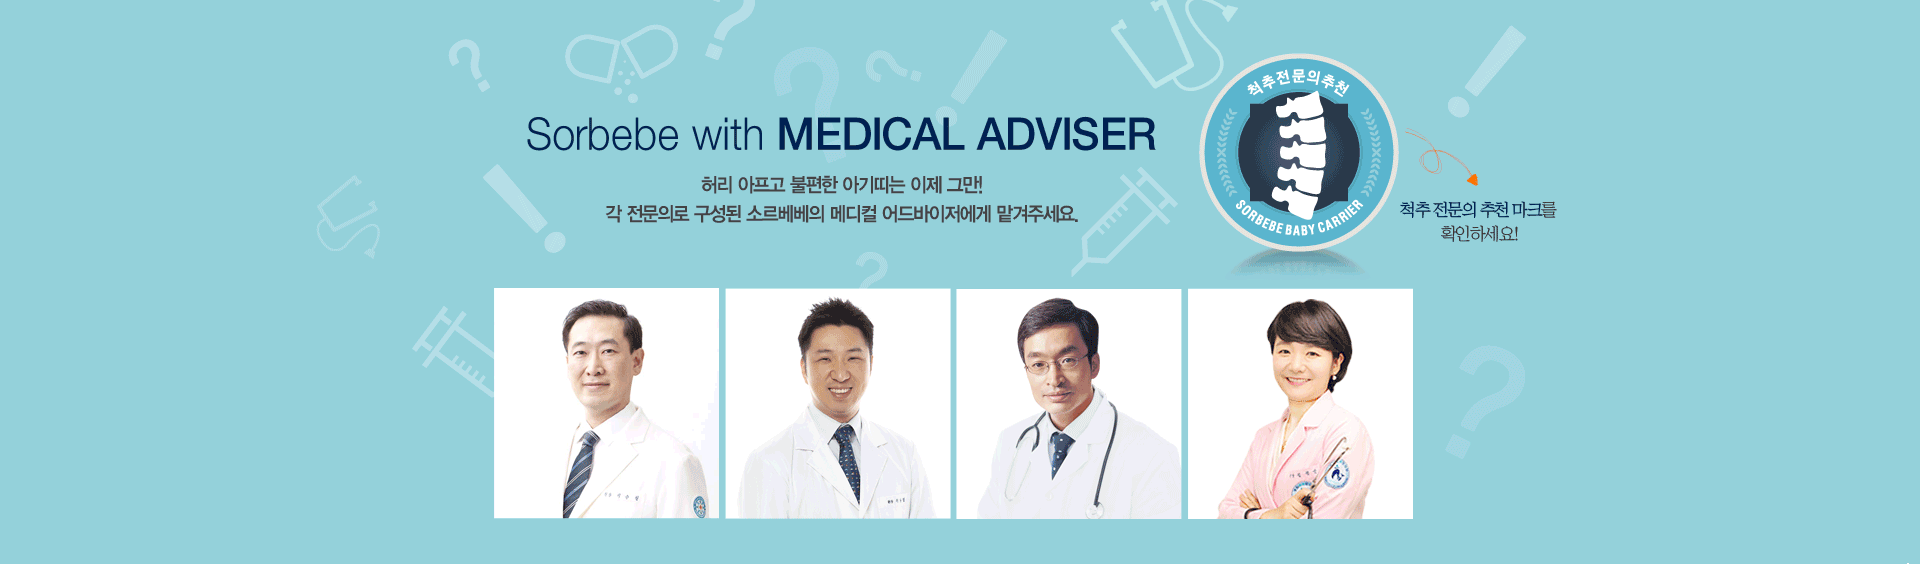 Sorbebe with MEDICAL ADVISER
허리 아프고 불편한 아기띠는 이제 그만!
각 전문의로 구성된 소르베베의 메디컬 어드바이저에게 맡겨주세요.
척추전문의추천
SORBEBE BABY CARRIER
척추 전문의 추천 마크를
확인하세요!